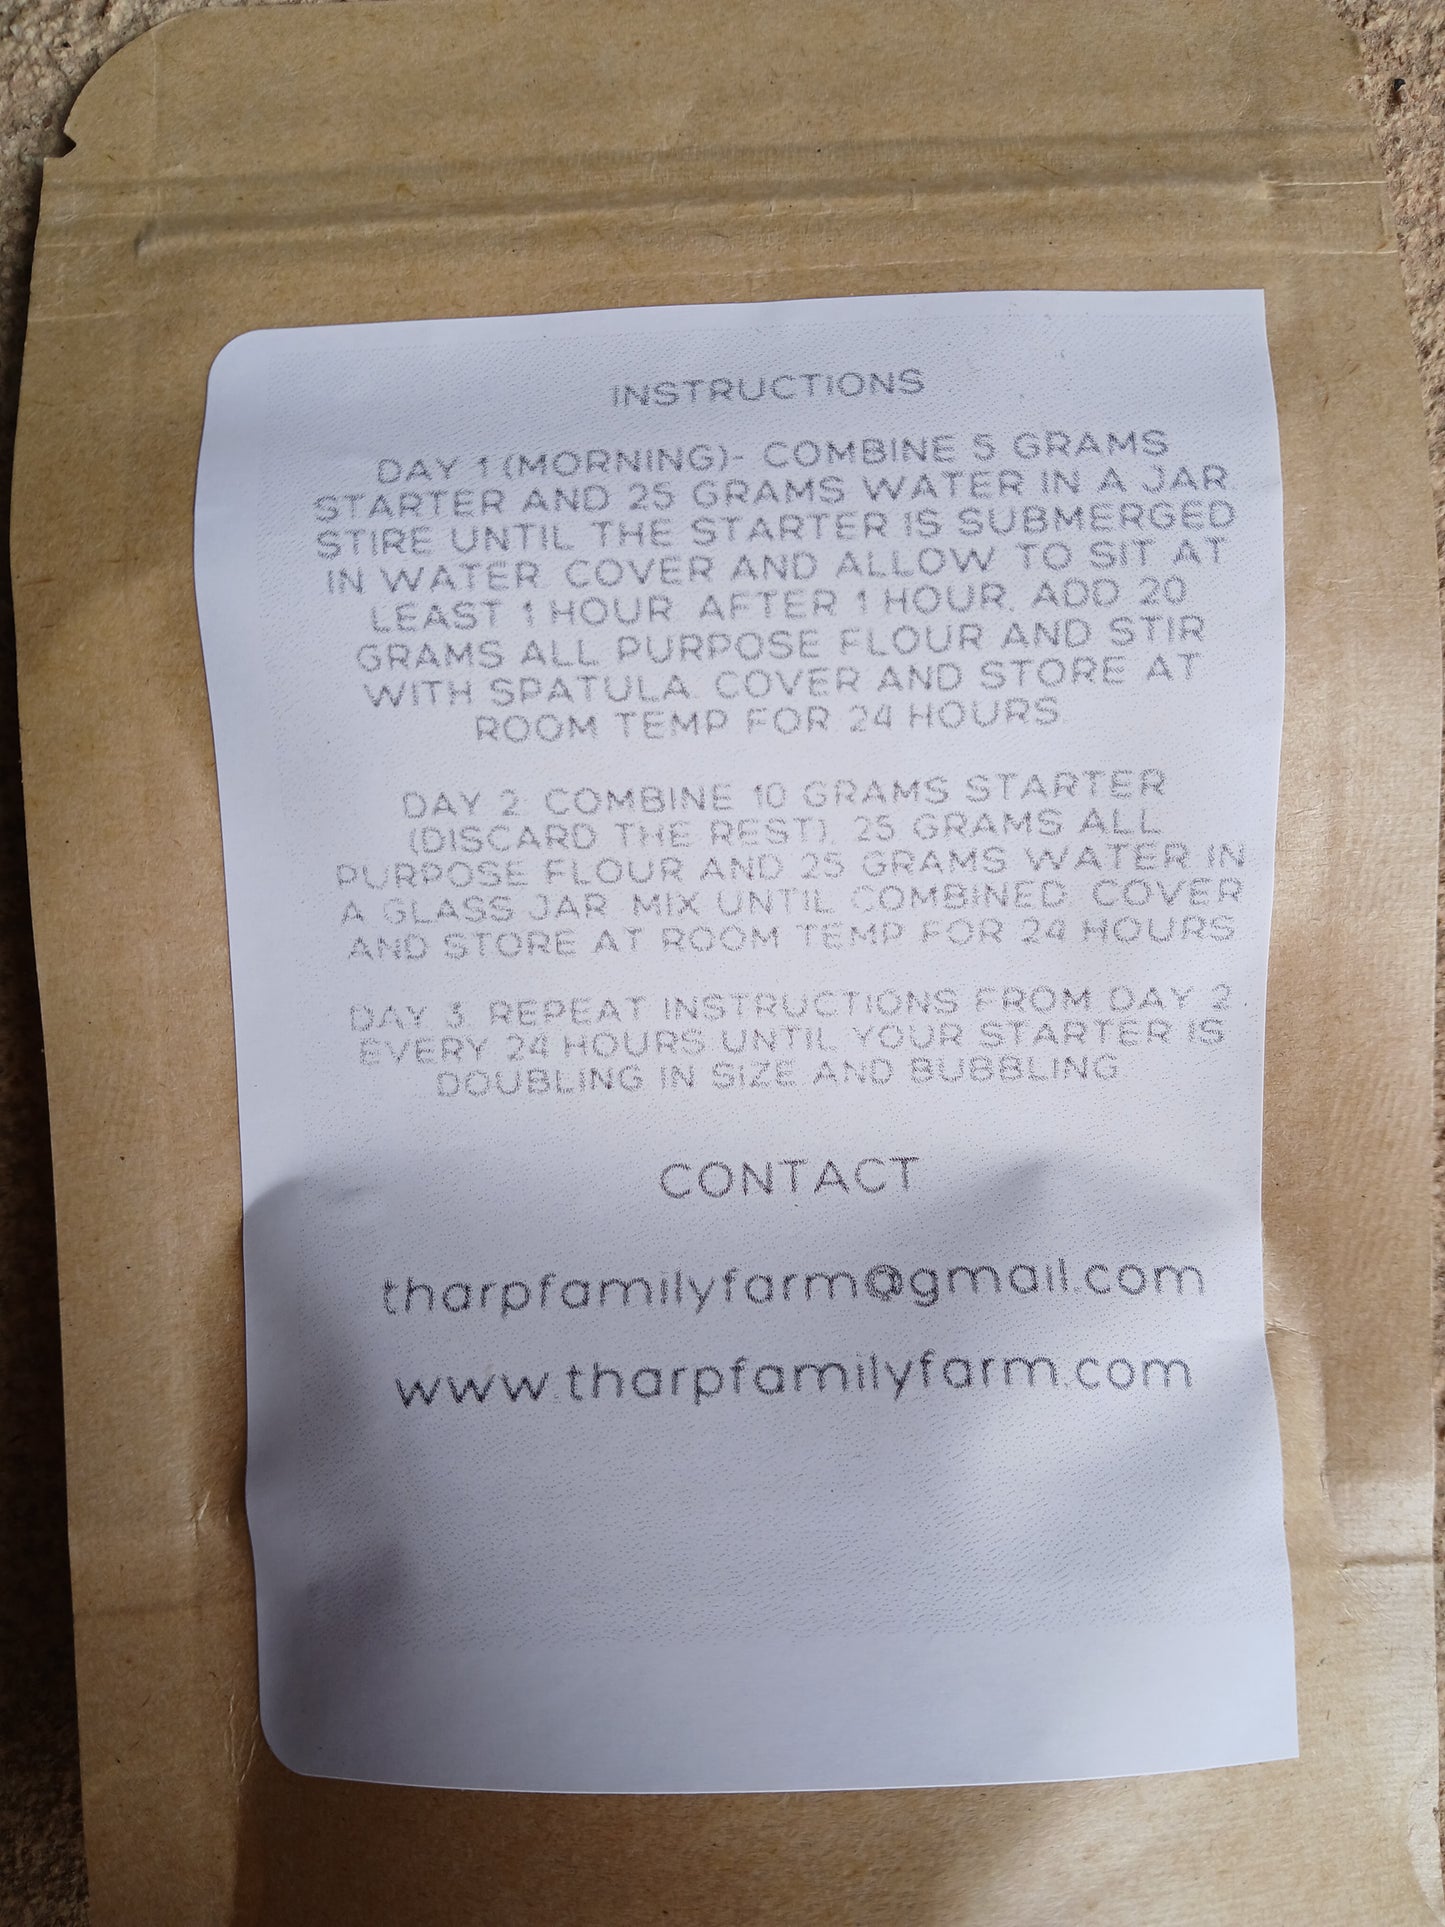 INSTRUCTIONS
DAY 1 (MORNING)- COMBINE 5 GRAMS
STARTER AND 25 GRAMS WATER IN A JAR.
STIRE UNTIL THE STARTER IS SUBMERGED
IN WATER. COVER AND ALLOW TO SIT AT
LEAST 1 HOUR. AFTER 1 HOUR, ADD 20
GRAMS ALL PURPOSE FLOUR AND STIR
WITH SPATULA. COVER AND STORE AT
ROOM TEMP FOR 24 HOURS.
DAY 2: COMBINE 10 GRAMS STARTER
(DISCARD THE REST), 25 GRAMS ALL
PURPOSE FLOUR AND 25 GRAMS WATER IN
A GLASS JAR. MIX UNTIL COMBINED. COVER
AND STORE AT ROOM TEMP FOR 24 HOURS
DAY 3: REPEAT INSTRUCTIONS FROM DAY 2
EVERY 24 HOURS UNTIL YOUR STARTER IS
DOUBLING IN SIZE AND BUBBLING
CONTACT
tharpfamilyfarm@gmail.com
www.tharpfamilyfarm.com